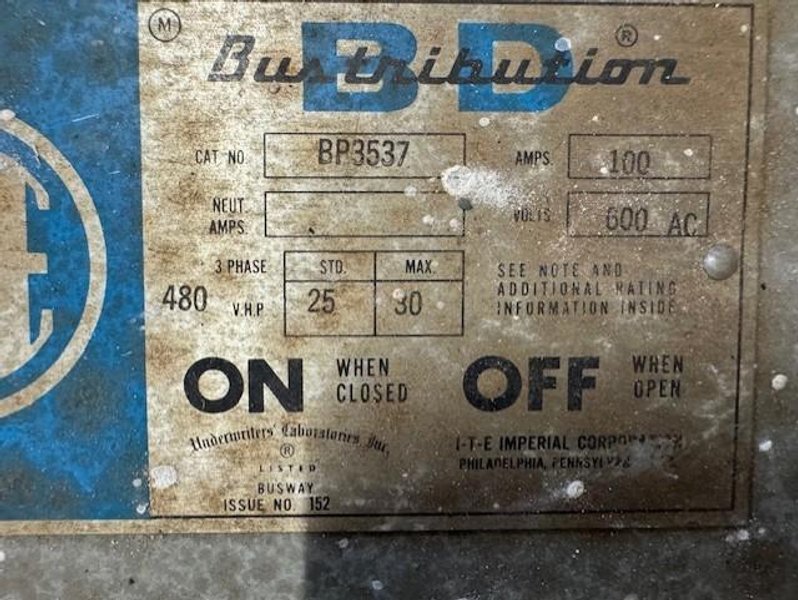 M
BD ®
Bustribution
CAT NO BP3537 AMPS 100
NEUT AMPS VOLTS 600 AC
3 PHASE STD. MAX.
480 V.H.P 25 30
SEE NOTE AND
ADDITIONAL RATING
INFORMATION INSIDE
ON WHEN CLOSED OFF WHEN OPEN
Underwriters' Laboratories, Inc.
®
LISTED
BUSWAY
ISSUE NO. 152
I-T-E IMPERIAL CORPORATION
PHILADELPHIA, PENNSYLVANIA